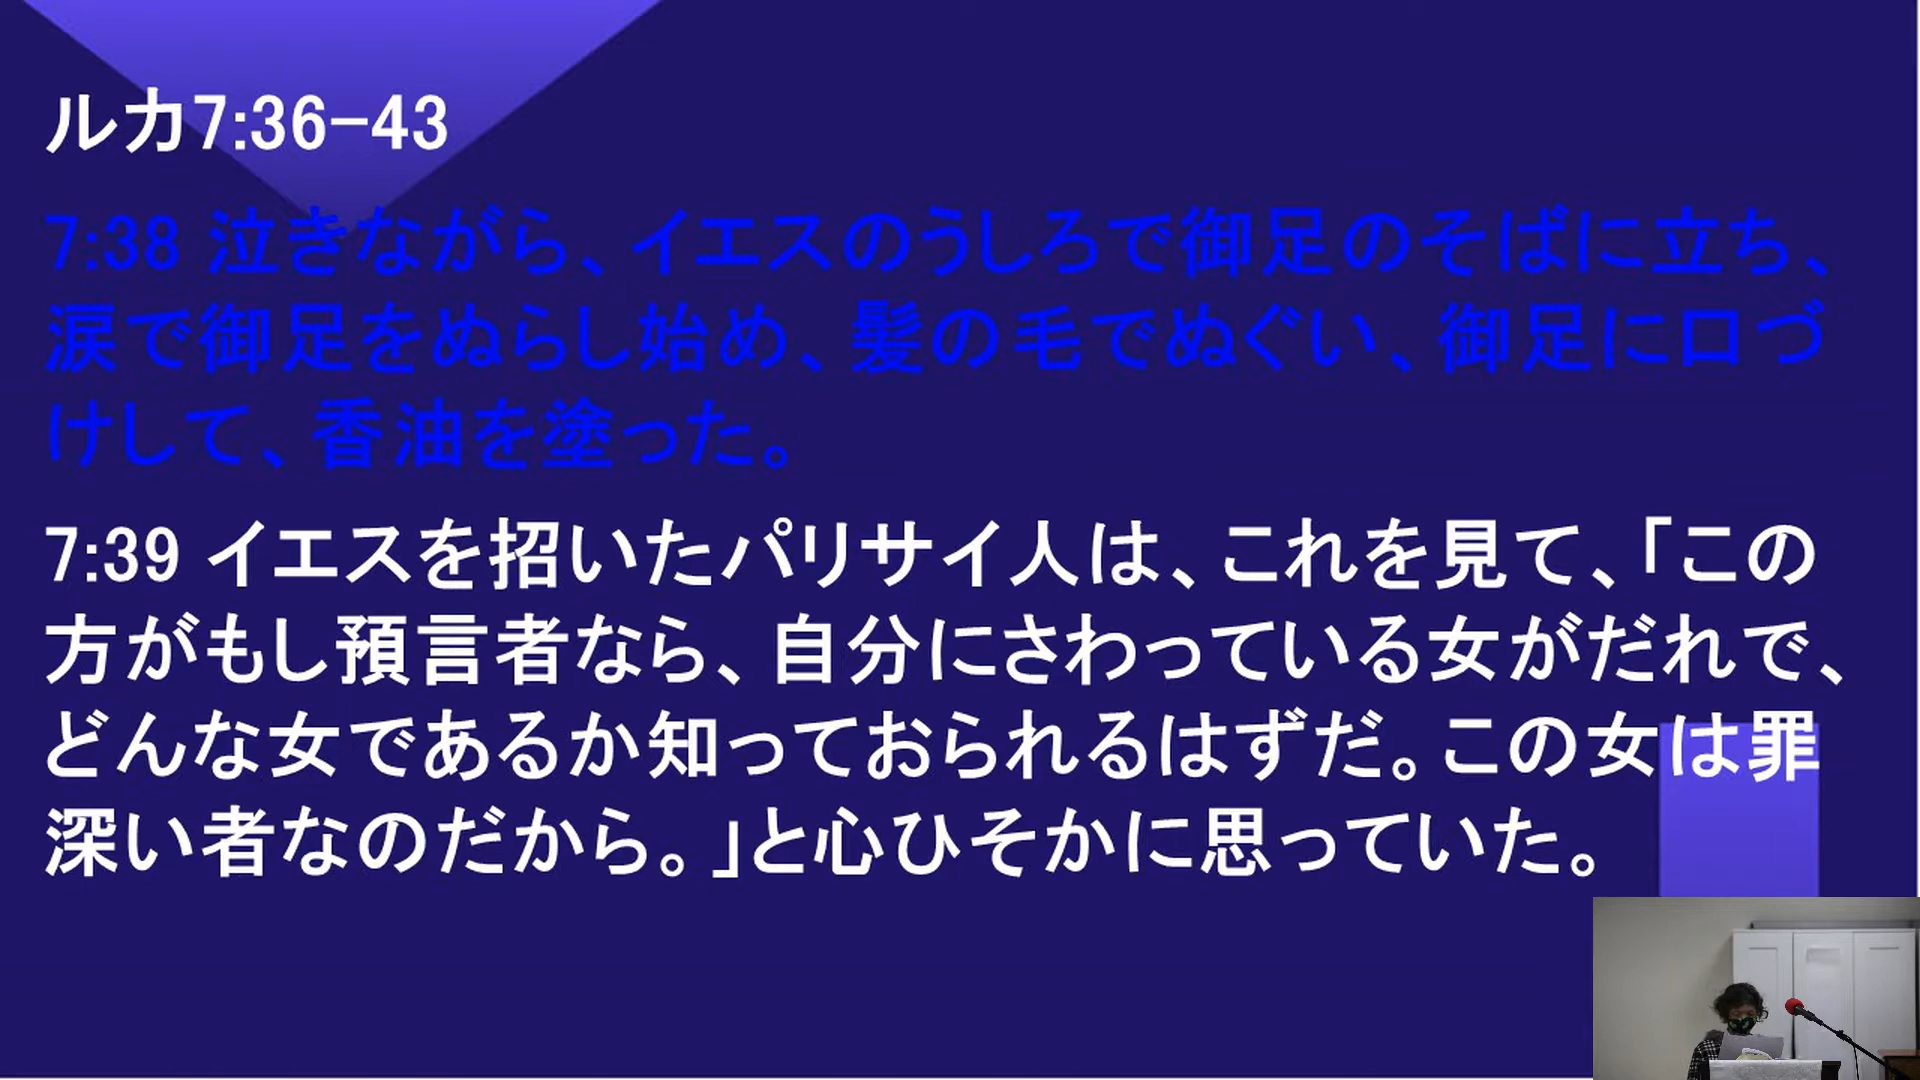 ルカ7:36-43
7:38 泣きながら、イエスのうしろで御足のそばに立ち、
涙で御足をぬらし始め、髪の毛でぬぐい、御足に口づ
けして、香油を塗った。
7:39 イエスを招いたパリサイ人は、これを見て、「この
方がもし預言者なら、自分にさわっている女がだれで、
どんな女であるか知っておられるはずだ。この女は罪
深い者なのだから。」と心ひそかに思っていた。